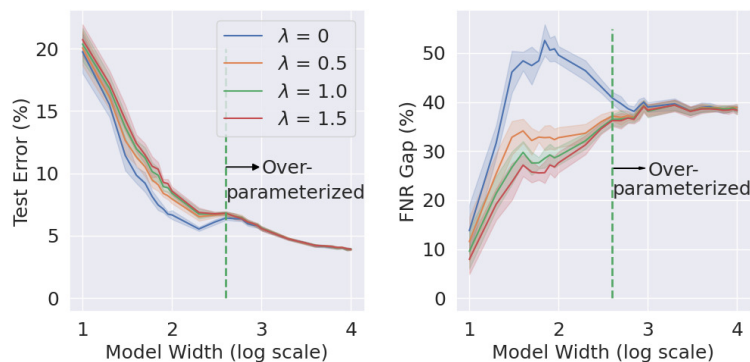 20
15
10
5
0
Test Error (%)
λ = 0
λ = 0.5
λ = 1.0
λ = 1.5
Over-
parameterized
1
2
3
4
Model Width (log scale)
50
40
30
20
10
0
FNR Gap (%)
Over-
parameterized
1
2
3
4
Model Width (log scale)